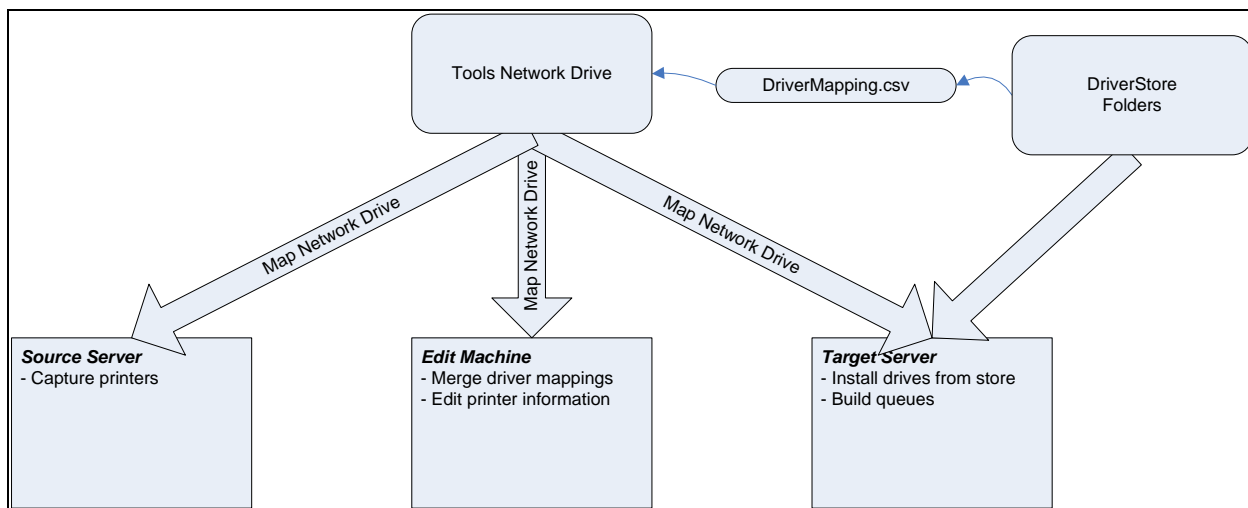 Tools Network Drive
DriverMapping.csv
DriverStore
Folders
Map Network Drive
Map Network Drive
Map Network Drive
Source Server
- Capture printers
Edit Machine
- Merge driver mappings
- Edit printer information
Target Server
- Install drives from store
- Build queues